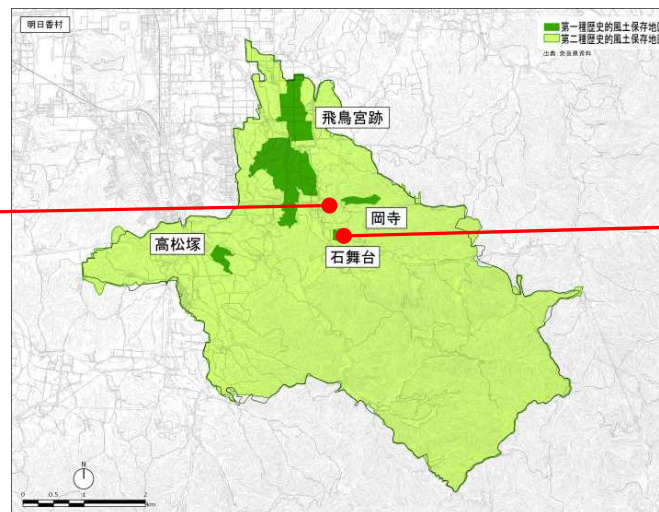 明日香村
第一種歴史的風土保存地区
第二種歴史的風土保存地区
出典:奈良県資料
飛鳥宮跡
岡寺
高松塚
石舞台
N
0 0.5 1 2
km